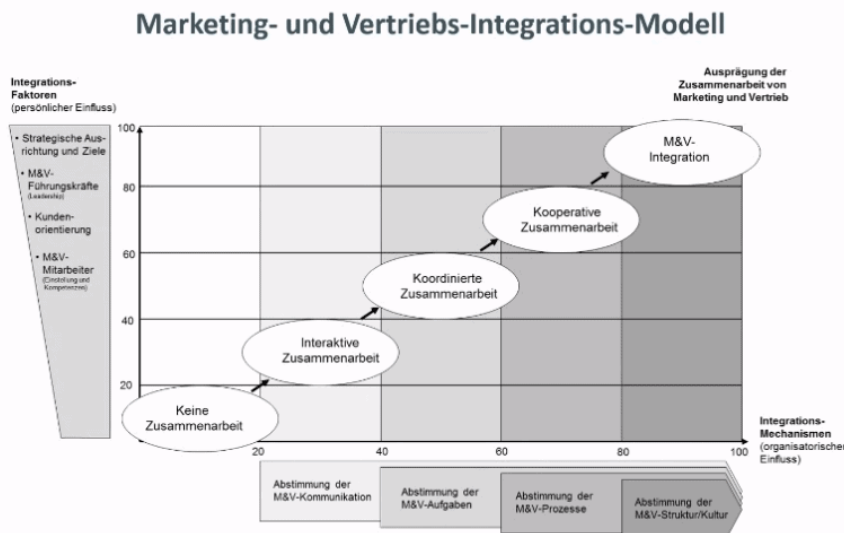 Marketing- und Vertriebs-Integrations-Modell
Integrations-
Faktoren
(persönlicher Einfluss)
Ausprägung der
Zusammenarbeit von
Marketing und Vertrieb
• Strategische Aus-
richtung und Ziele
• M&V-
Führungskräfte
(Leadership)
• Kunden-
orientierung
• M&V-
Mitarbeiter
(Einstellung und
Kompetenzen)
100
80
60
40
20
M&V-
Integration
Kooperative
Zusammenarbeit
Koordinierte
Zusammenarbeit
Interaktive
Zusammenarbeit
Keine
Zusammenarbeit
20
40
60
80
100
Integrations-
Mechanismen
(organisatorischer
Einfluss)
Abstimmung der
M&V-Kommunikation
Abstimmung der
M&V-Aufgaben
Abstimmung der
M&V-Prozesse
Abstimmung der
M&V-Struktur/Kultur